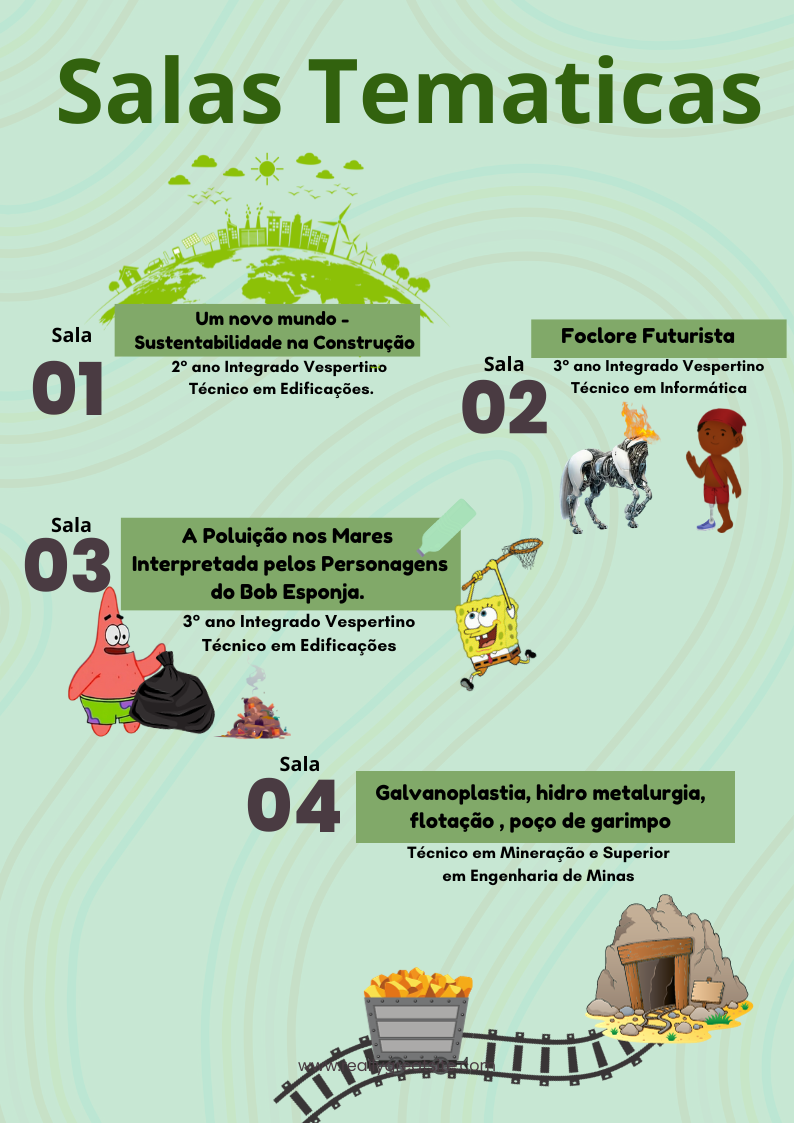 Salas Tematicas
Sala
01
Um novo mundo -
Sustentabilidade na Construção
2º ano Integrado Vespertino
Técnico em Edificações.
Sala
02
Foclore Futurista
3º ano Integrado Vespertino
Técnico em Informática
Sala
03
A Poluição nos Mares
Interpretada pelos Personagens
do Bob Esponja.
3º ano Integrado Vespertino
Técnico em Edificações
Sala
04
Galvanoplastia, hidro metalurgia,
flotação , poço de garimpo
Técnico em Mineração e Superior
em Engenharia de Minas